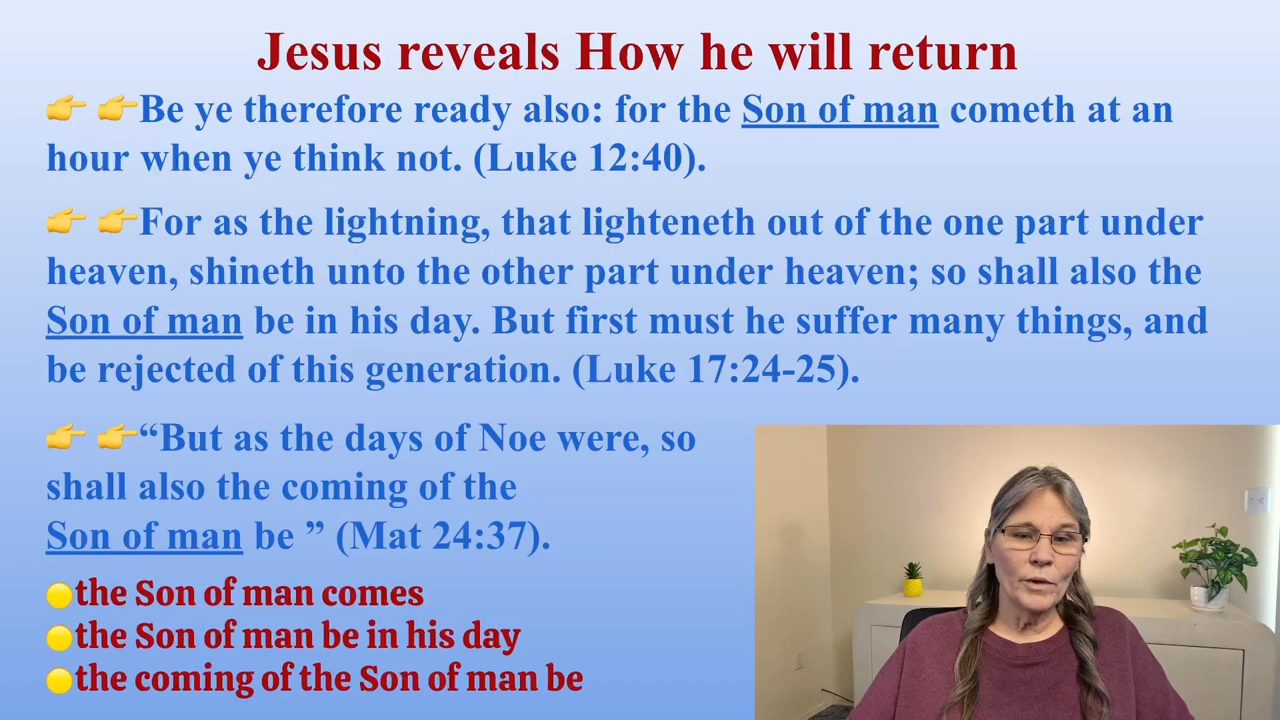 Jesus reveals How he will return
👉 👉Be ye therefore ready also: for the Son of man cometh at an
hour when ye think not. (Luke 12:40).
👉 👉For as the lightning, that lighteneth out of the one part under
heaven, shineth unto the other part under heaven; so shall also the
Son of man be in his day. But first must he suffer many things, and
be rejected of this generation. (Luke 17:24-25).
👉 👉“But as the days of Noe were, so
shall also the coming of the
Son of man be ” (Mat 24:37).
🟡the Son of man comes
🟡the Son of man be in his day
🟡the coming of the Son of man be